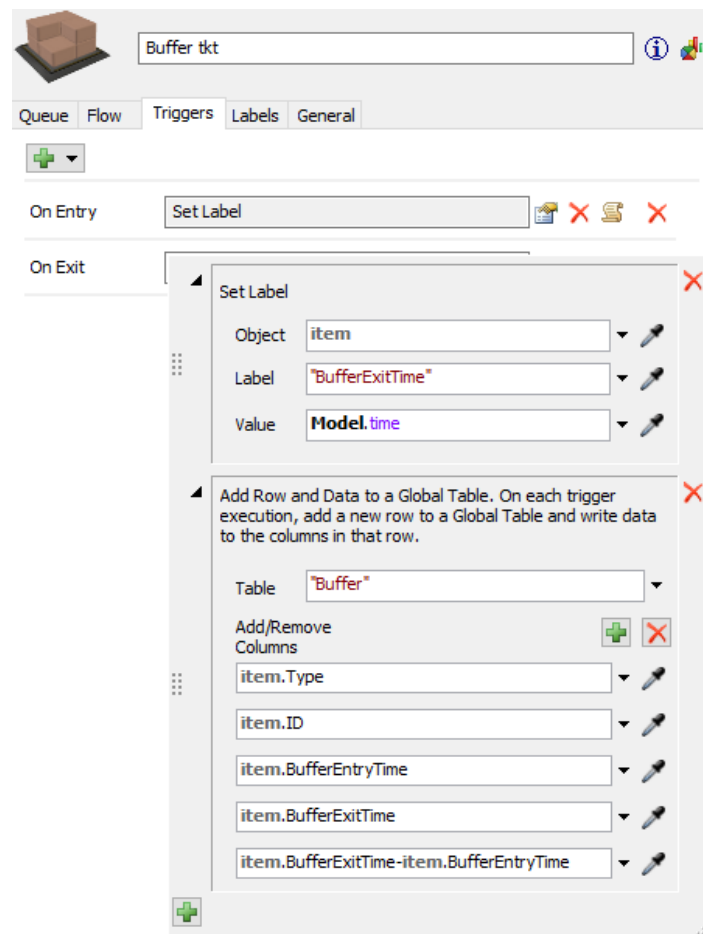 Buffer tkt
Queue Flow Triggers Labels General
On Entry Set Label
On Exit
Set Label
Object item
Label "BufferExitTime"
Value Model.time
Add Row and Data to a Global Table. On each trigger
execution, add a new row to a Global Table and write data
to the columns in that row.
Table "Buffer"
Add/Remove
Columns
item.Type
item.ID
item.BufferEntryTime
item.BufferExitTime
item.BufferExitTime-item.BufferEntryTime